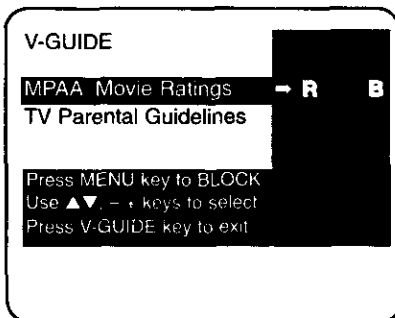 V-GUIDE
MPAA Movie Ratings → R B
TV Parental Guidelines
Press MENU key to BLOCK
Use ▲▼, – + keys to select
Press V-GUIDE key to exit